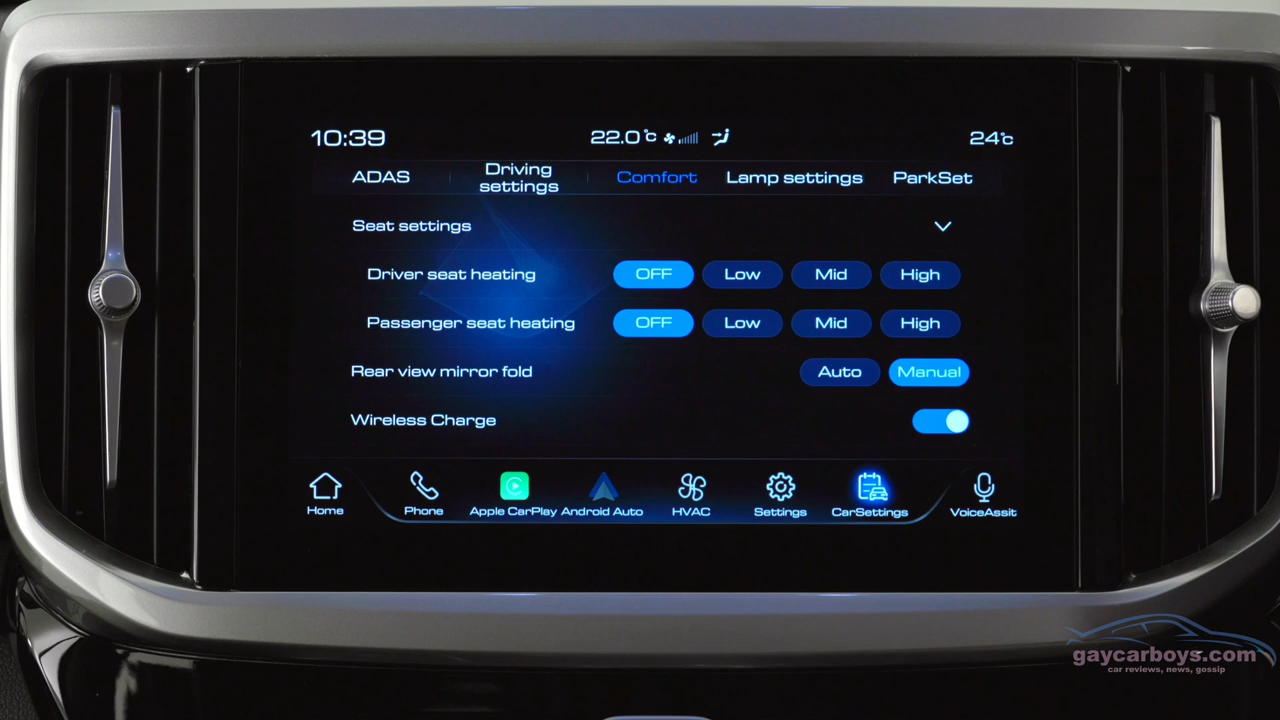 10:39 22.0°C 24°C
ADAS Driving settings Comfort Lamp settings ParkSet
Seat settings
Driver seat heating OFF Low Mid High
Passenger seat heating OFF Low Mid High
Rear view mirror fold Auto Manual
Wireless Charge
Home Phone Apple CarPlay Android Auto HVAC Settings CarSettings VoiceAssit
gaycarboys.com
car reviews, news, gossip